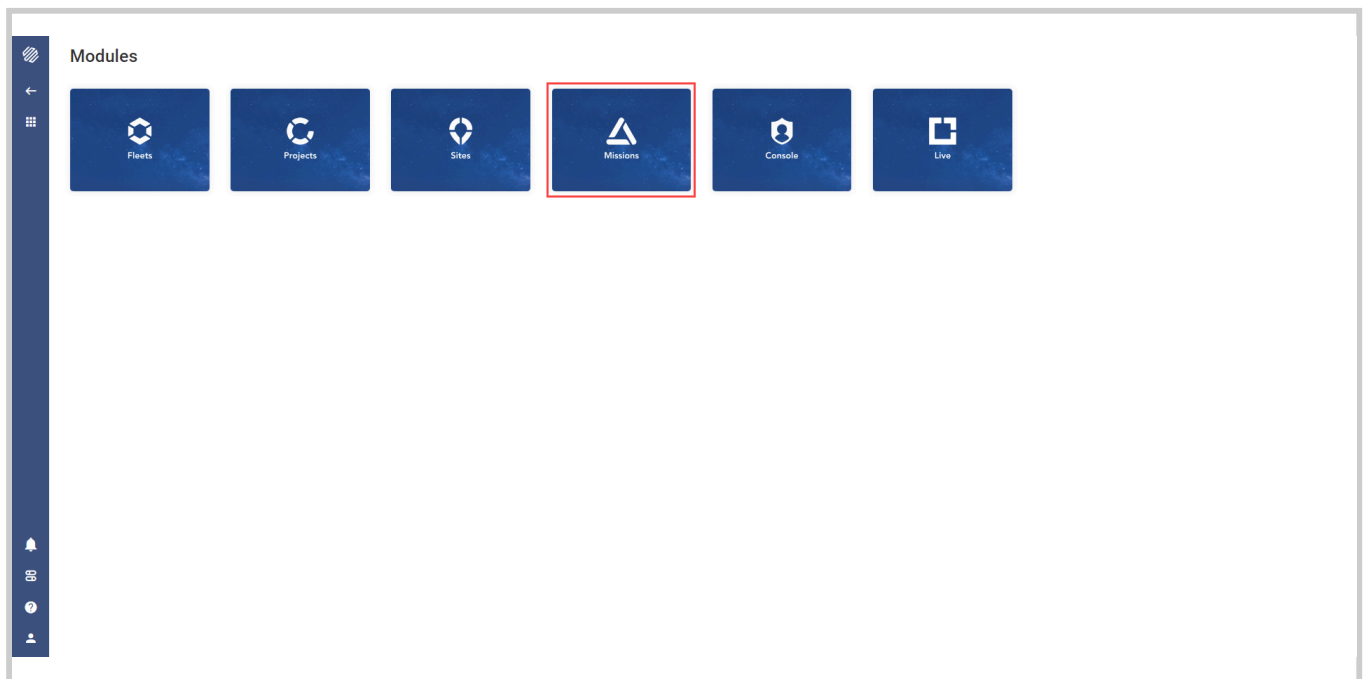 Modules
Fleets
Projects
Sites
Missions
Console
Live